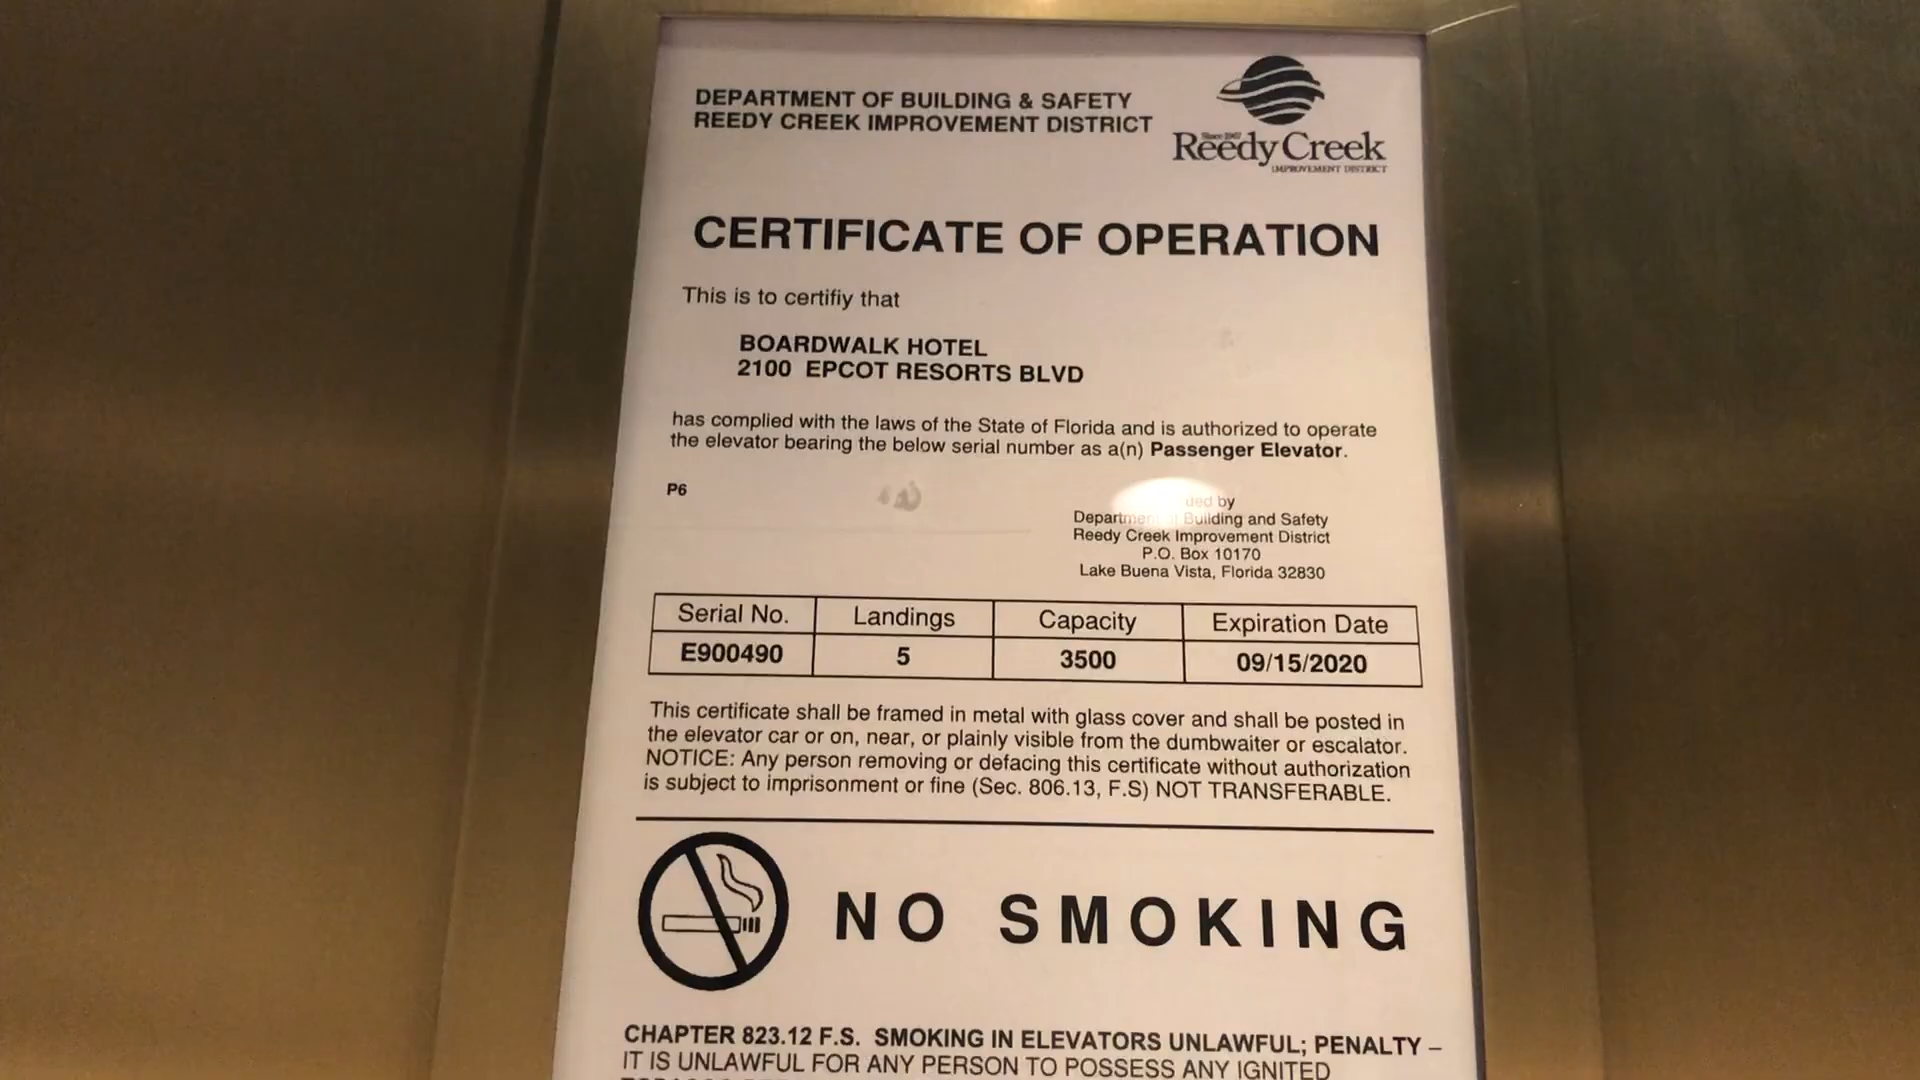 DEPARTMENT OF BUILDING & SAFETY
REEDY CREEK IMPROVEMENT DISTRICT
Since 1967
Reedy Creek
IMPROVEMENT DISTRICT
CERTIFICATE OF OPERATION
This is to certifiy that
BOARDWALK HOTEL
2100 EPCOT RESORTS BLVD
has complied with the laws of the State of Florida and is authorized to operate
the elevator bearing the below serial number as a(n) Passenger Elevator.
P6
by
Building and Safety
Reedy Creek Improvement District
P.O. Box 10170
Lake Buena Vista, Florida 32830
Serial No. Landings Capacity Expiration Date
E900490 5 3500 09/15/2020
This certificate shall be framed in metal with glass cover and shall be posted in
the elevator car or on, near, or plainly visible from the dumbwaiter or escalator.
NOTICE: Any person removing or defacing this certificate without authorization
is subject to imprisonment or fine (Sec. 806.13, F.S) NOT TRANSFERABLE.
NO SMOKING
CHAPTER 823.12 F.S. SMOKING IN ELEVATORS UNLAWFUL; PENALTY –
IT IS UNLAWFUL FOR ANY PERSON TO POSSESS ANY IGNITED